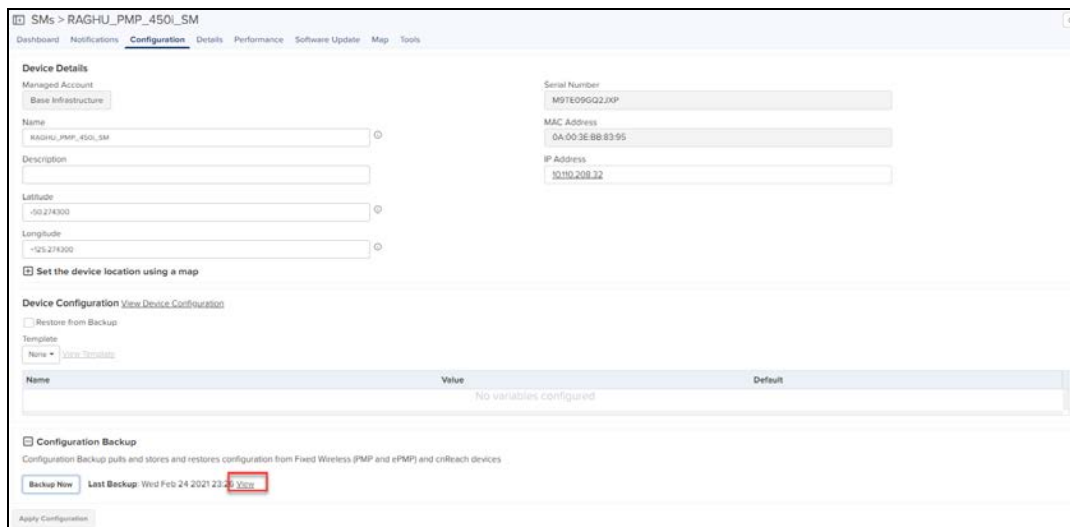 SMs > RAGHU_PMP_450i_SM
Dashboard Notifications Configuration Details Performance Software Update Map Tools
Device Details
Managed Account
Base Infrastructure
Serial Number
M9TE09GQ2JXP
Name
RAGHU_PMP_450i_SM
MAC Address
0A:00:3E:BB:83:95
Description
IP Address
10.110.208.32
Latitude
Longitude
Set the device location using a map
Device Configuration View Device Configuration
Restore from Backup
Template
None View Template
Name Value Default
No variables configured
Configuration Backup
Configuration Backup pulls and stores and restores configuration from Fixed Wireless (PMP and ePMP) and cnReach devices
Backup Now Last Backup: Wed Feb 24 2021 23:26 View
Apply Configuration